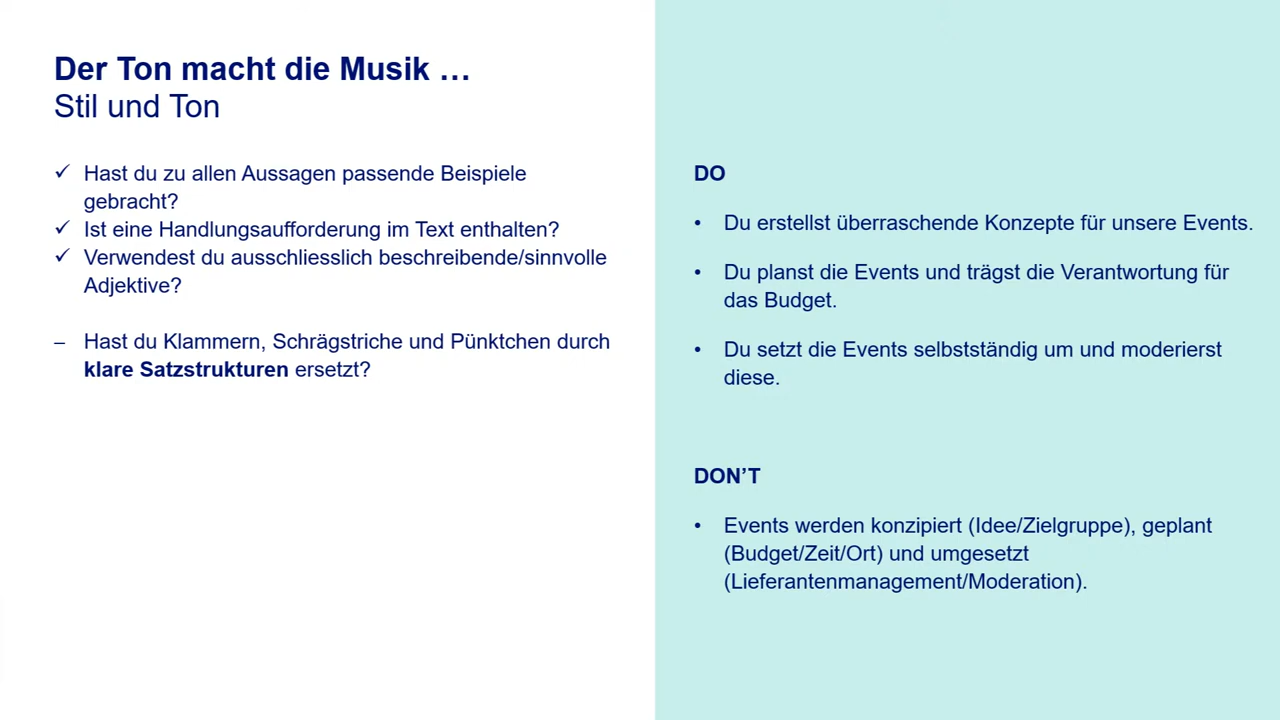 Der Ton macht die Musik …
Stil und Ton
✓ Hast du zu allen Aussagen passende Beispiele
gebracht?
✓ Ist eine Handlungsaufforderung im Text enthalten?
✓ Verwendest du ausschliesslich beschreibende/sinnvolle
Adjektive?
– Hast du Klammern, Schrägstriche und Pünktchen durch
klare Satzstrukturen ersetzt?
DO
• Du erstellst überraschende Konzepte für unsere Events.
• Du planst die Events und trägst die Verantwortung für
das Budget.
• Du setzt die Events selbstständig um und moderierst
diese.
DON’T
• Events werden konzipiert (Idee/Zielgruppe), geplant
(Budget/Zeit/Ort) und umgesetzt
(Lieferantenmanagement/Moderation).